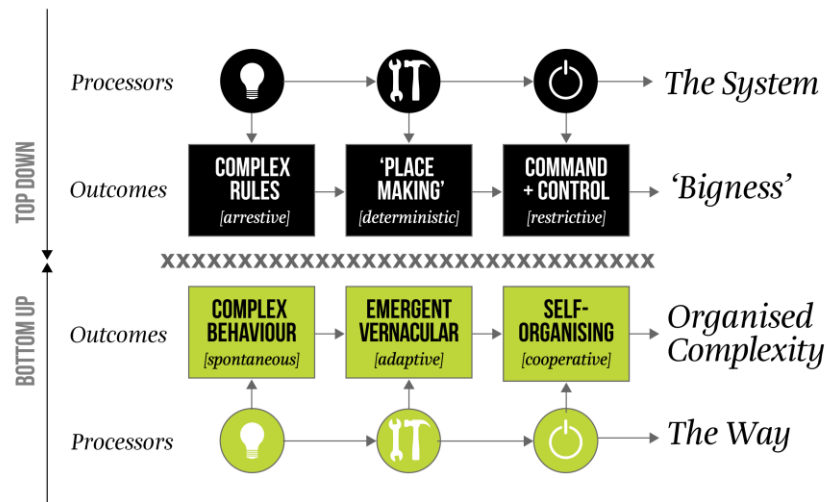 TOP DOWN
Processors
The System
Outcomes
COMPLEX
RULES
[arrestive]
‘PLACE
MAKING’
[deterministic]
COMMAND
+ CONTROL
[restrictive]
‘Bigness’
XXXXXXXXXXXXXXXXXXXXXXXXXXXXXXXX
BOTTOM UP
Outcomes
COMPLEX
BEHAVIOUR
[spontaneous]
EMERGENT
VERNACULAR
[adaptive]
SELF-
ORGANISING
[cooperative]
Organised
Complexity
Processors
The Way